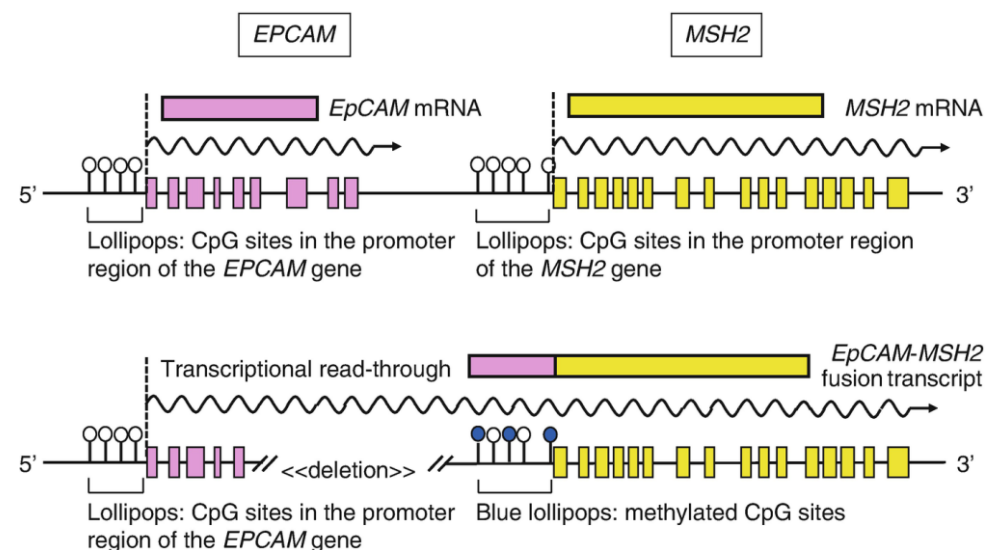 EPCAM
MSH2
EpCAM mRNA
MSH2 mRNA
5’
3’
Lollipops: CpG sites in the promoter
region of the EPCAM gene
Lollipops: CpG sites in the promoter region
of the MSH2 gene
Transcriptional read-through
EpCAM-MSH2
fusion transcript
5’
<<deletion>>
3’
Lollipops: CpG sites in the promoter
region of the EPCAM gene
Blue lollipops: methylated CpG sites